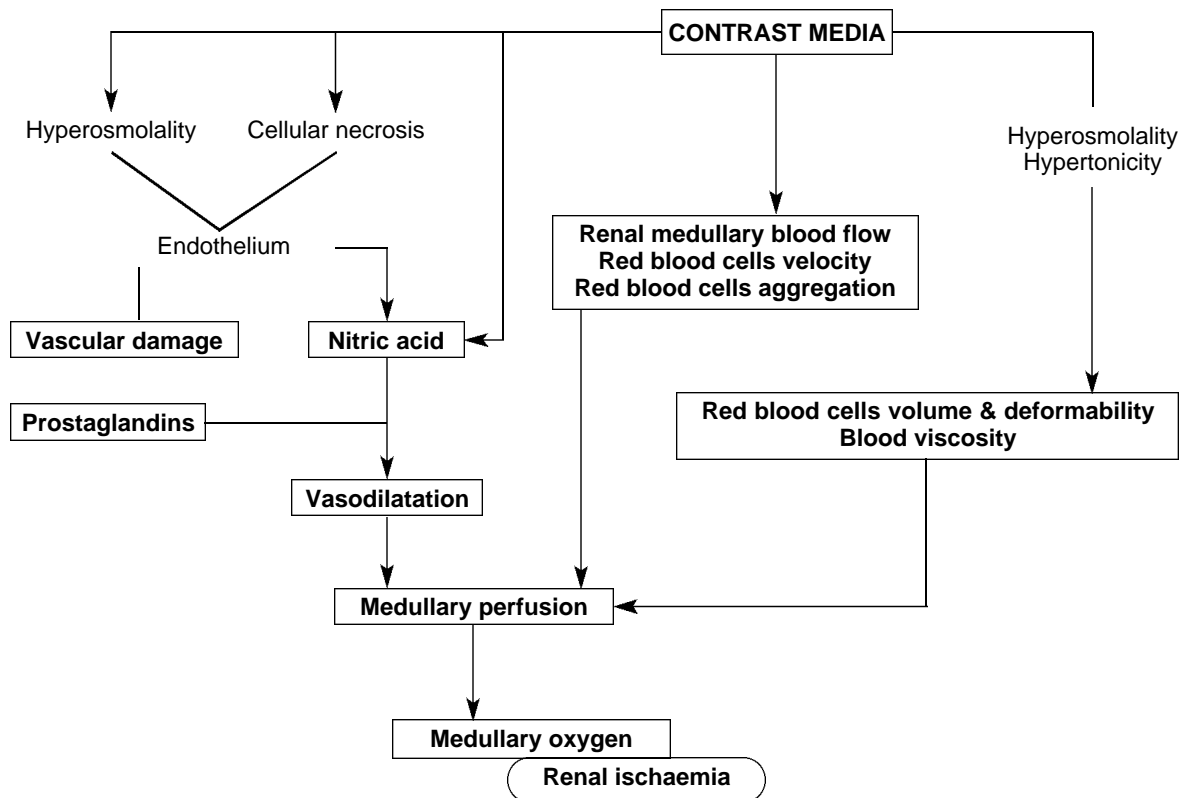 CONTRAST MEDIA
Hyperosmolality
Cellular necrosis
Hyperosmolality
Hypertonicity
Endothelium
Renal medullary blood flow
Red blood cells velocity
Red blood cells aggregation
Vascular damage
Nitric acid
Prostaglandins
Red blood cells volume & deformability
Blood viscosity
Vasodilatation
Medullary perfusion
Medullary oxygen
Renal ischaemia